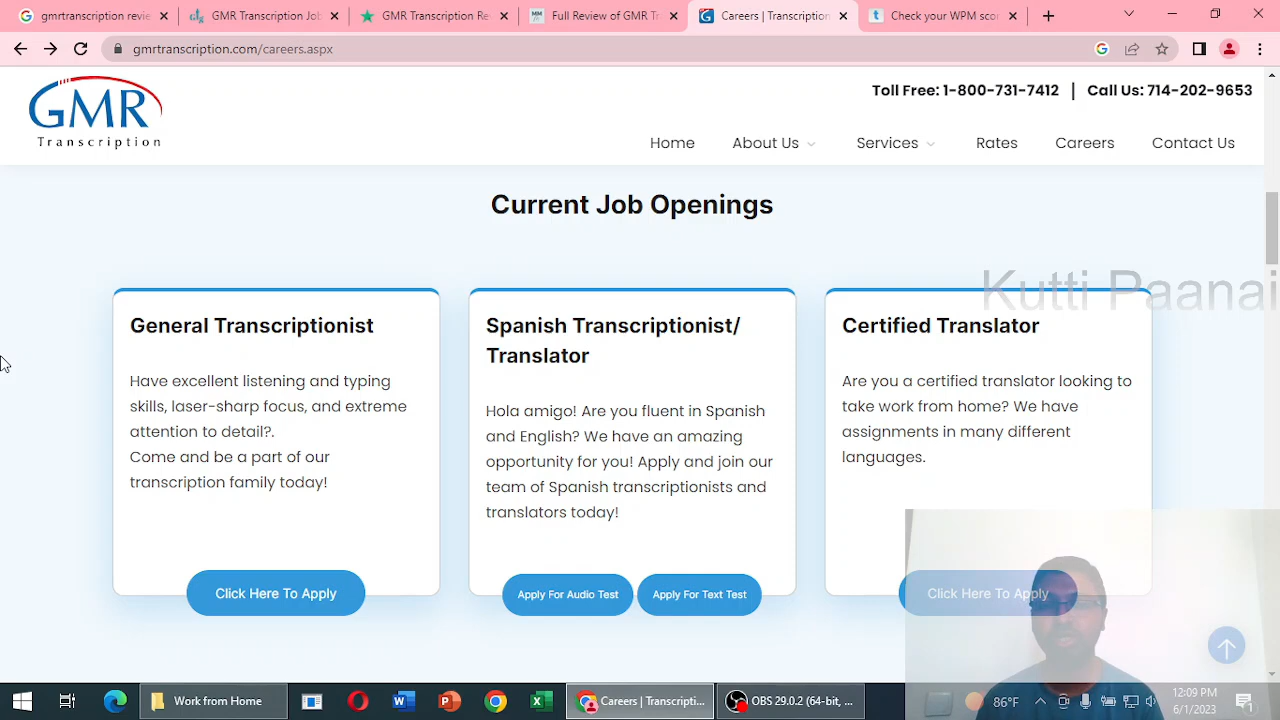 gmrtranscription revie
GMR Transcription Job
GMR Transcription Re
Full Review of GMR T
Careers | Transcription
Check your WPM sco
gmrtranscription.com/careers.aspx
GMR
Transcription
Toll Free: 1-800-731-7412 | Call Us: 714-202-9653
Home About Us Services Rates Careers Contact Us
Current Job Openings
Kutti Paanai
General Transcriptionist
Have excellent listening and typing
skills, laser-sharp focus, and extreme
attention to detail?.
Come and be a part of our
transcription family today!
Click Here To Apply
Spanish Transcriptionist/
Translator
Hola amigo! Are you fluent in Spanish
and English? We have an amazing
opportunity for you! Apply and join our
team of Spanish transcriptionists and
translators today!
Apply For Audio Test
Apply For Text Test
Certified Translator
Are you a certified translator looking to
take work from home? We have
assignments in many different
languages.
Click Here To Apply
Work from Home
Careers | Transcripti...
OBS 29.0.2 (64-bit, ...
86°F
12:09 PM
6/1/2023